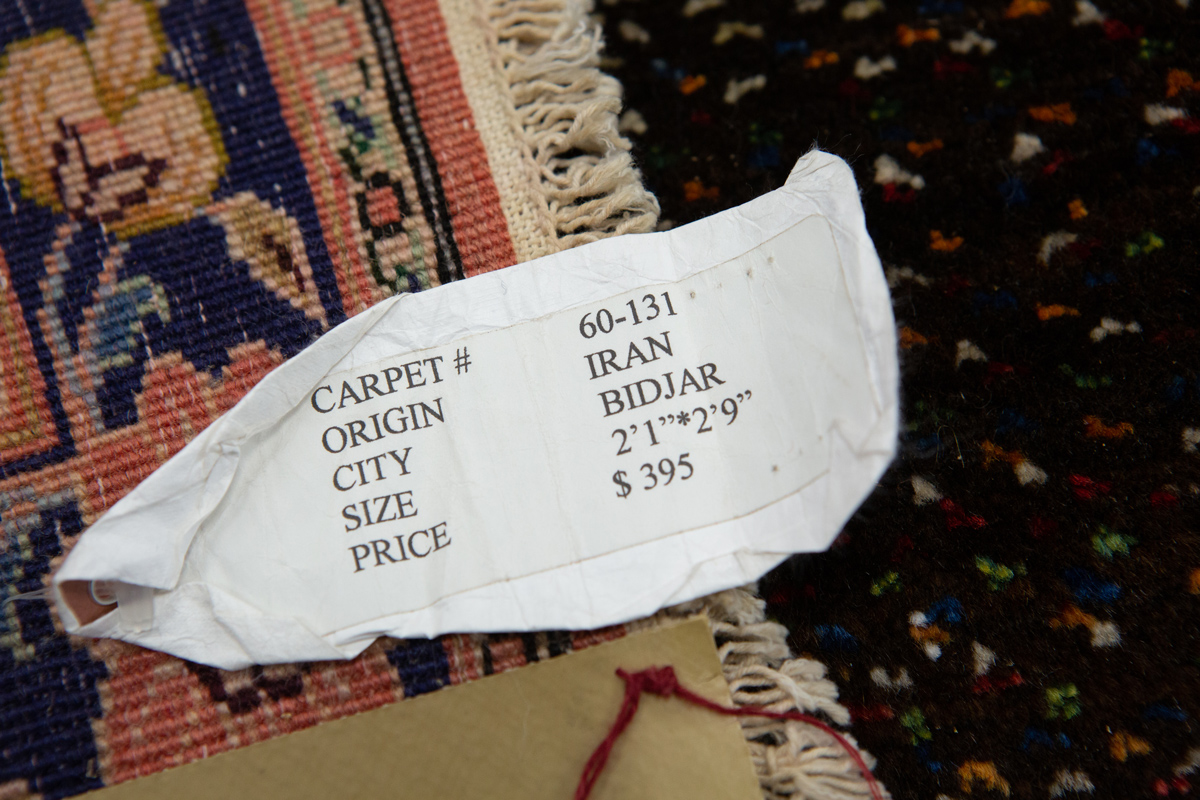 CARPET # 60-131
ORIGIN IRAN
CITY BIDJAR
SIZE 2’1”*2’9”
PRICE $ 395